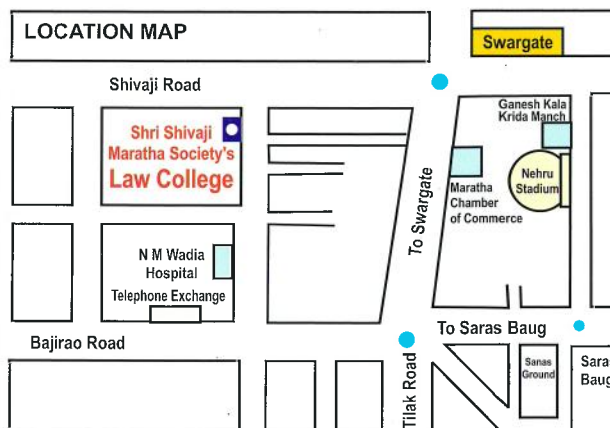 LOCATION MAP
Swargate
Shivaji Road
Ganesh Kala
Krida Manch
Shri Shivaji
Maratha Society's
Law College
Nehru
Stadium
Maratha
Chamber
of Commerce
To Swargate
N M Wadia
Hospital
Telephone Exchange
To Saras Baug
Bajirao Road
Tilak Road
Sanas
Ground
Saras
Baug